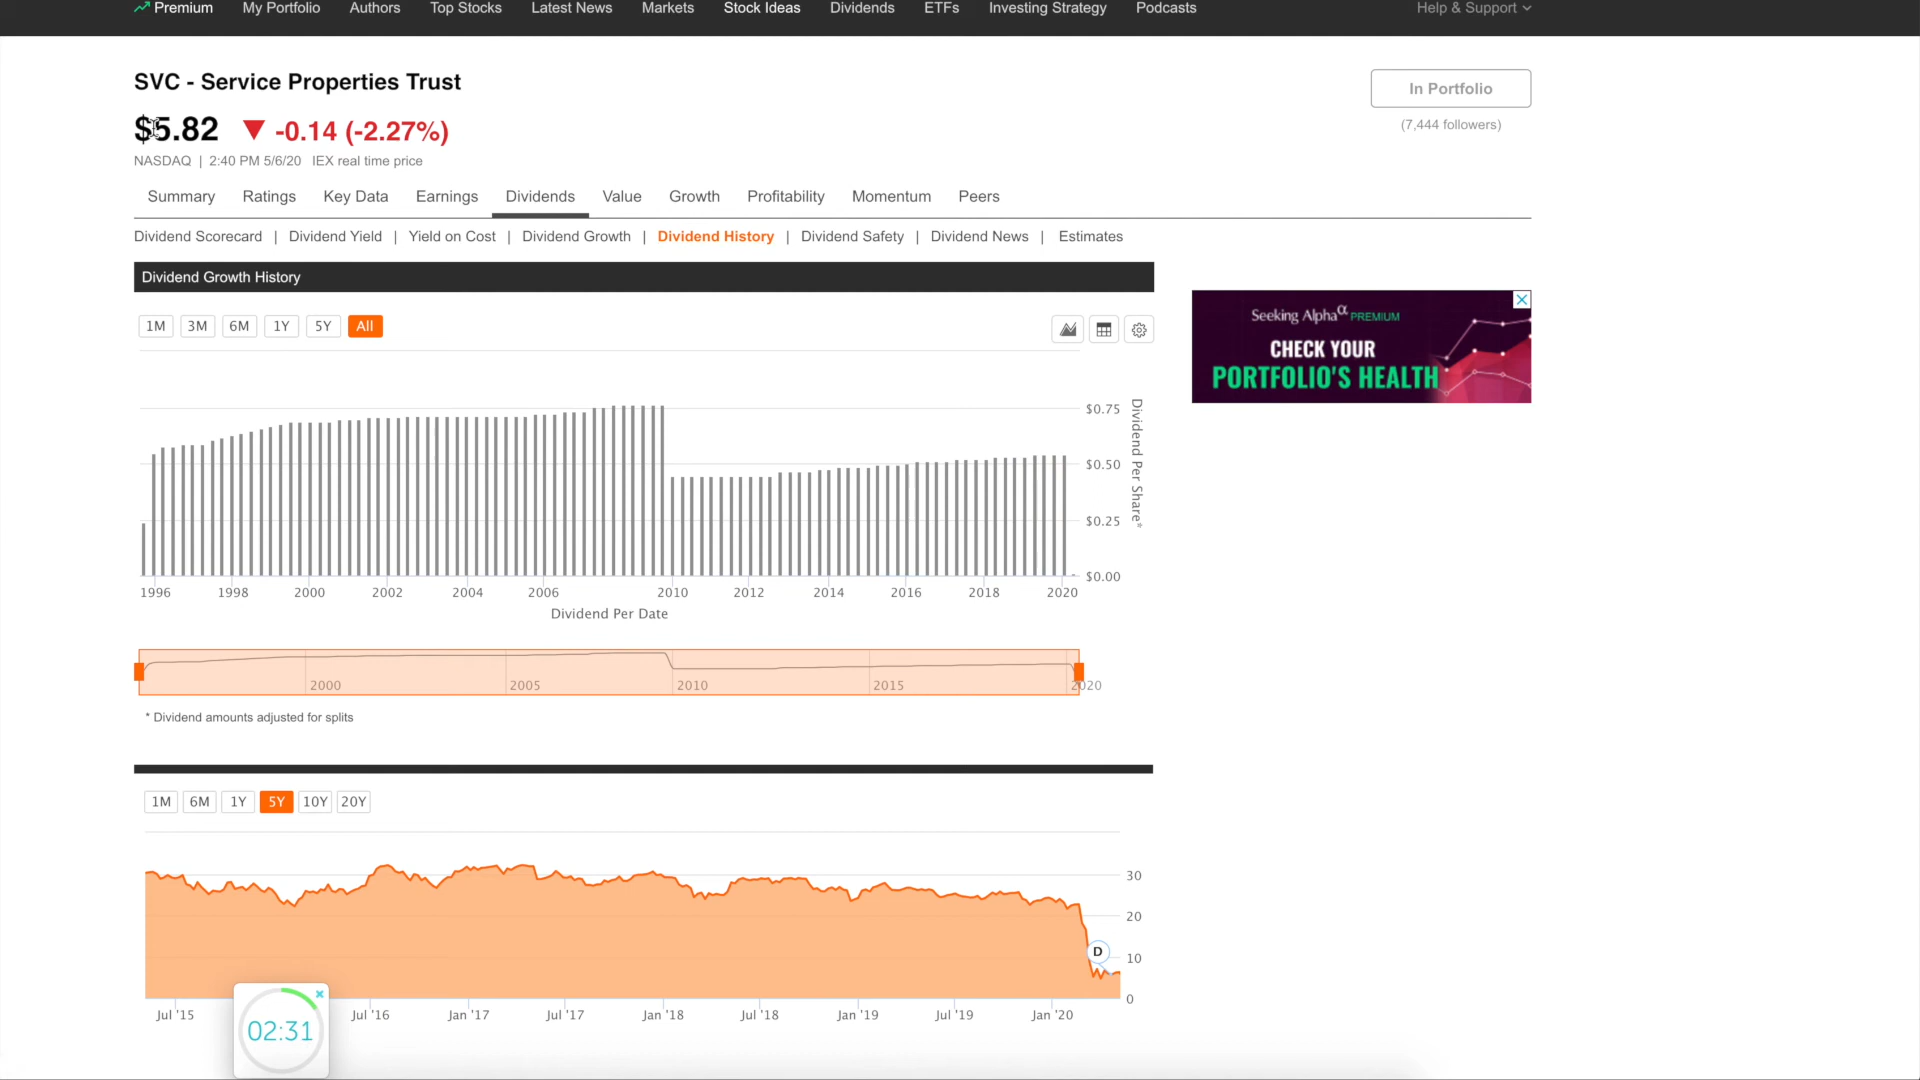 Premium My Portfolio Authors Top Stocks Latest News Markets Stock Ideas Dividends ETFs Investing Strategy Podcasts Help & Support
SVC - Service Properties Trust
In Portfolio
$5.82 -0.14 (-2.27%)
(7,444 followers)
NASDAQ | 2:40 PM 5/6/20 IEX real time price
Summary Ratings Key Data Earnings Dividends Value Growth Profitability Momentum Peers
Dividend Scorecard | Dividend Yield | Yield on Cost | Dividend Growth | Dividend History | Dividend Safety | Dividend News | Estimates
Dividend Growth History
1M 3M 6M 1Y 5Y All
Seeking Alpha α PREMIUM
CHECK YOUR
PORTFOLIO'S HEALTH
$0.75
$0.50
$0.25
$0.00
Dividend Per Share*
1996 1998 2000 2002 2004 2006 2010 2012 2014 2016 2018 2020
Dividend Per Date
2000 2005 2010 2015 2020
* Dividend amounts adjusted for splits
1M 6M 1Y 5Y 10Y 20Y
30
20
D
10
0
Jul '15 Jul '16 Jan '17 Jul '17 Jan '18 Jul '18 Jan '19 Jul '19 Jan '20
02:31